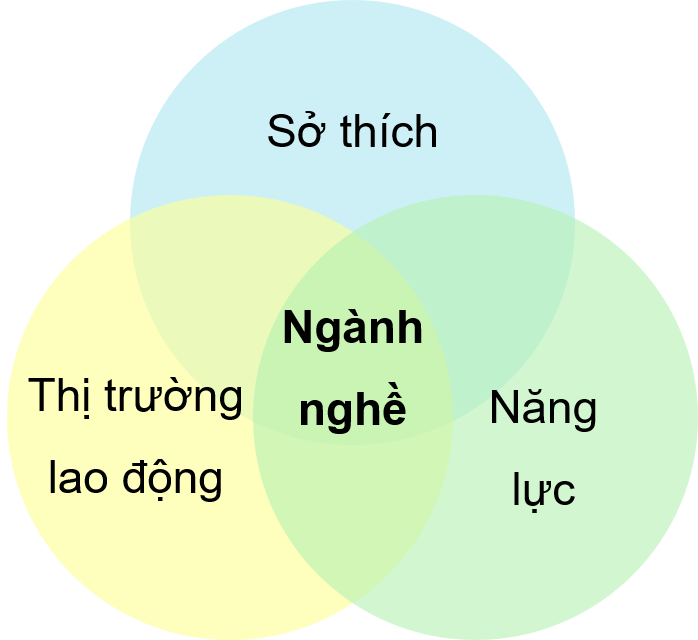 Sở thích
Ngành
nghề
Thị trường
lao động
Năng
lực